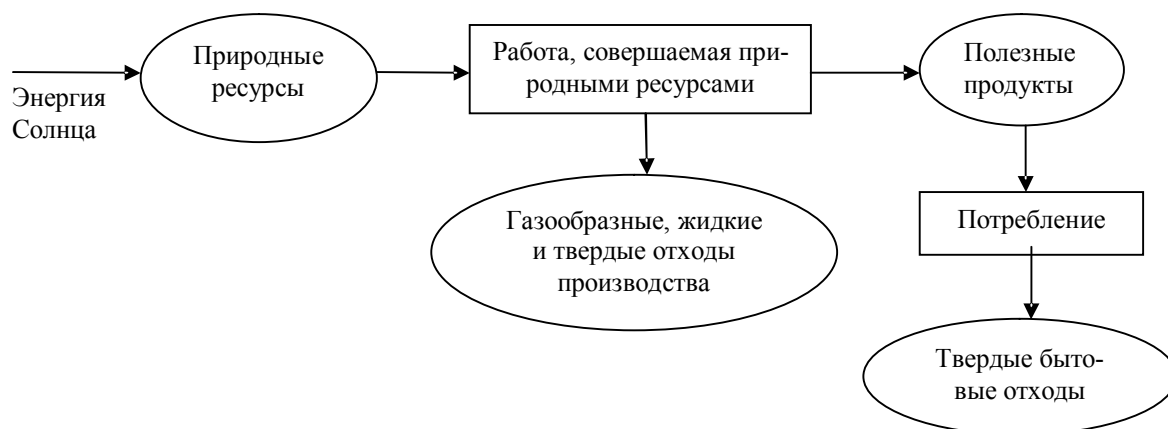 Энергия
Солнца
Природные
ресурсы
Работа, совершаемая при-
родными ресурсами
Полезные
продукты
Газообразные, жидкие
и твердые отходы
производства
Потребление
Твердые быто-
вые отходы